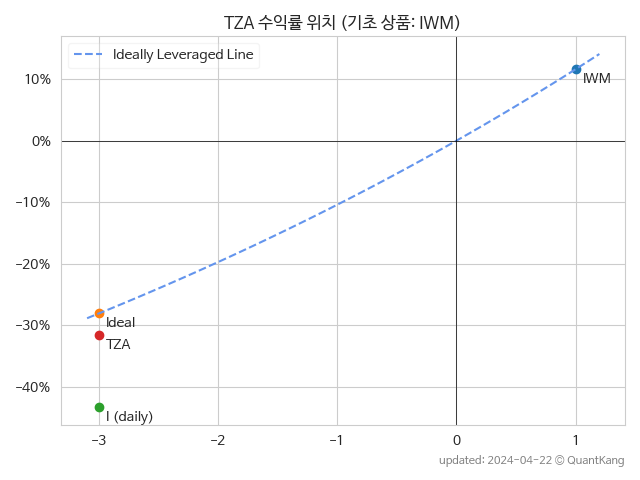 TZA 수익률 위치 (기초 상품: IWM)
Ideally Leveraged Line
10%
0%
−10%
−20%
−30%
−40%
IWM
Ideal
TZA
I (daily)
−3
−2
−1
0
1
updated: 2024-04-22 © QuantKang